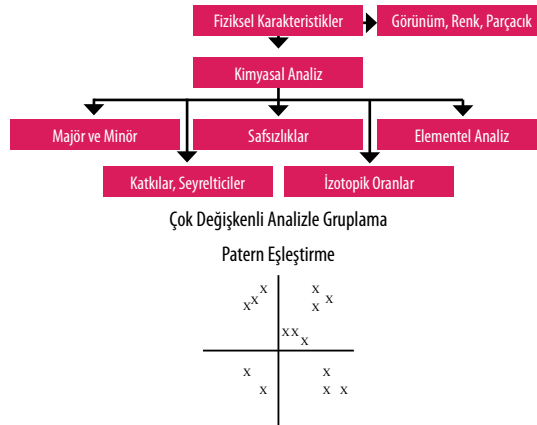 Fiziksel Karakteristikler
Görünüm, Renk, Parçacık
Kimyasal Analiz
Majör ve Minör
Safsızlıklar
Elementel Analiz
Katkılar, Seyrelticiler
İzotopik Oranlar
Çok Değişkenli Analizle Gruplama
Patern Eşleştirme
x x
x x
x x
x x
x
x x
x x x